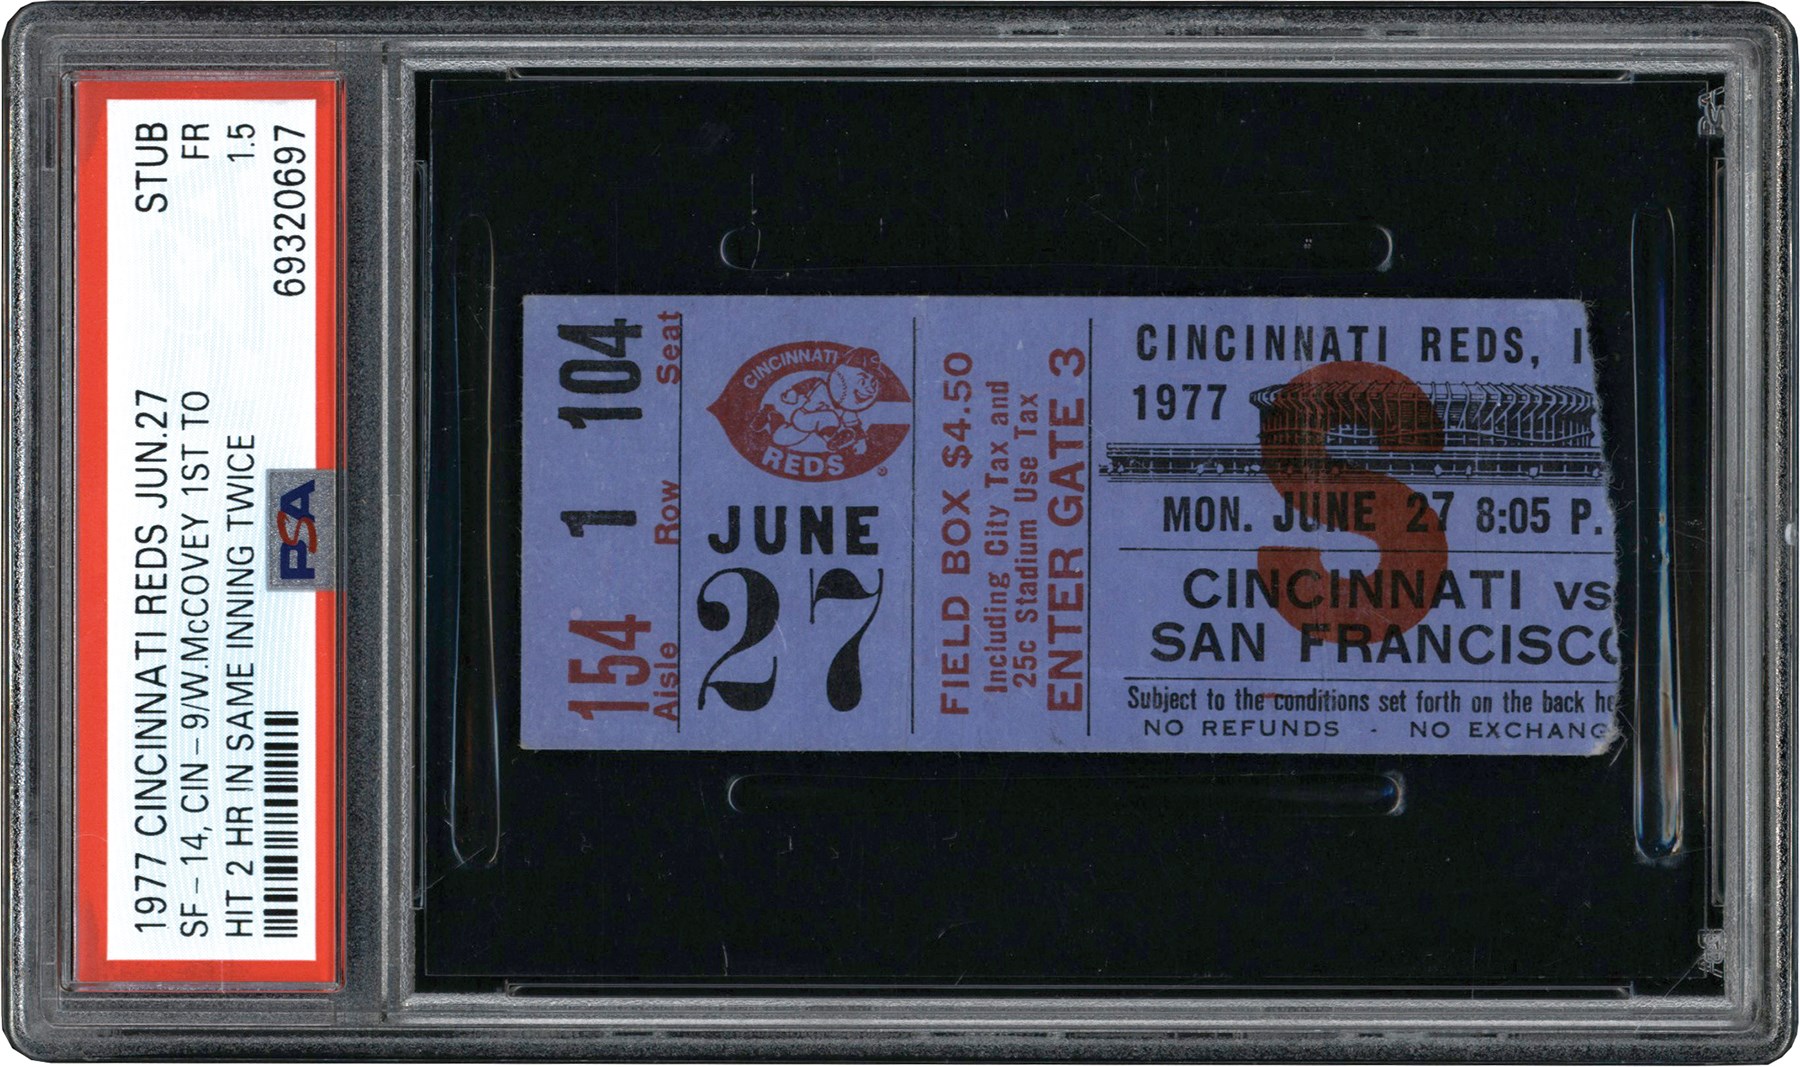 1977 CINCINNATI REDS JUN.27 STUB
SF-14, CIN-9/W.McCOVEY 1ST TO FR
HIT 2 HR IN SAME INNING TWICE 1.5
69320697
PSA
154 1 104
Aisle Row Seat
CINCINNATI
REDS
JUNE
27
FIELD BOX $4.50
Including City Tax and
25c Stadium Use Tax
ENTER GATE 3
CINCINNATI REDS,
1977
S
MON. JUNE 27 8:05 P.
CINCINNATI vs
SAN FRANCISCO
Subject to the conditions set forth on the back he
NO REFUNDS - NO EXCHANG